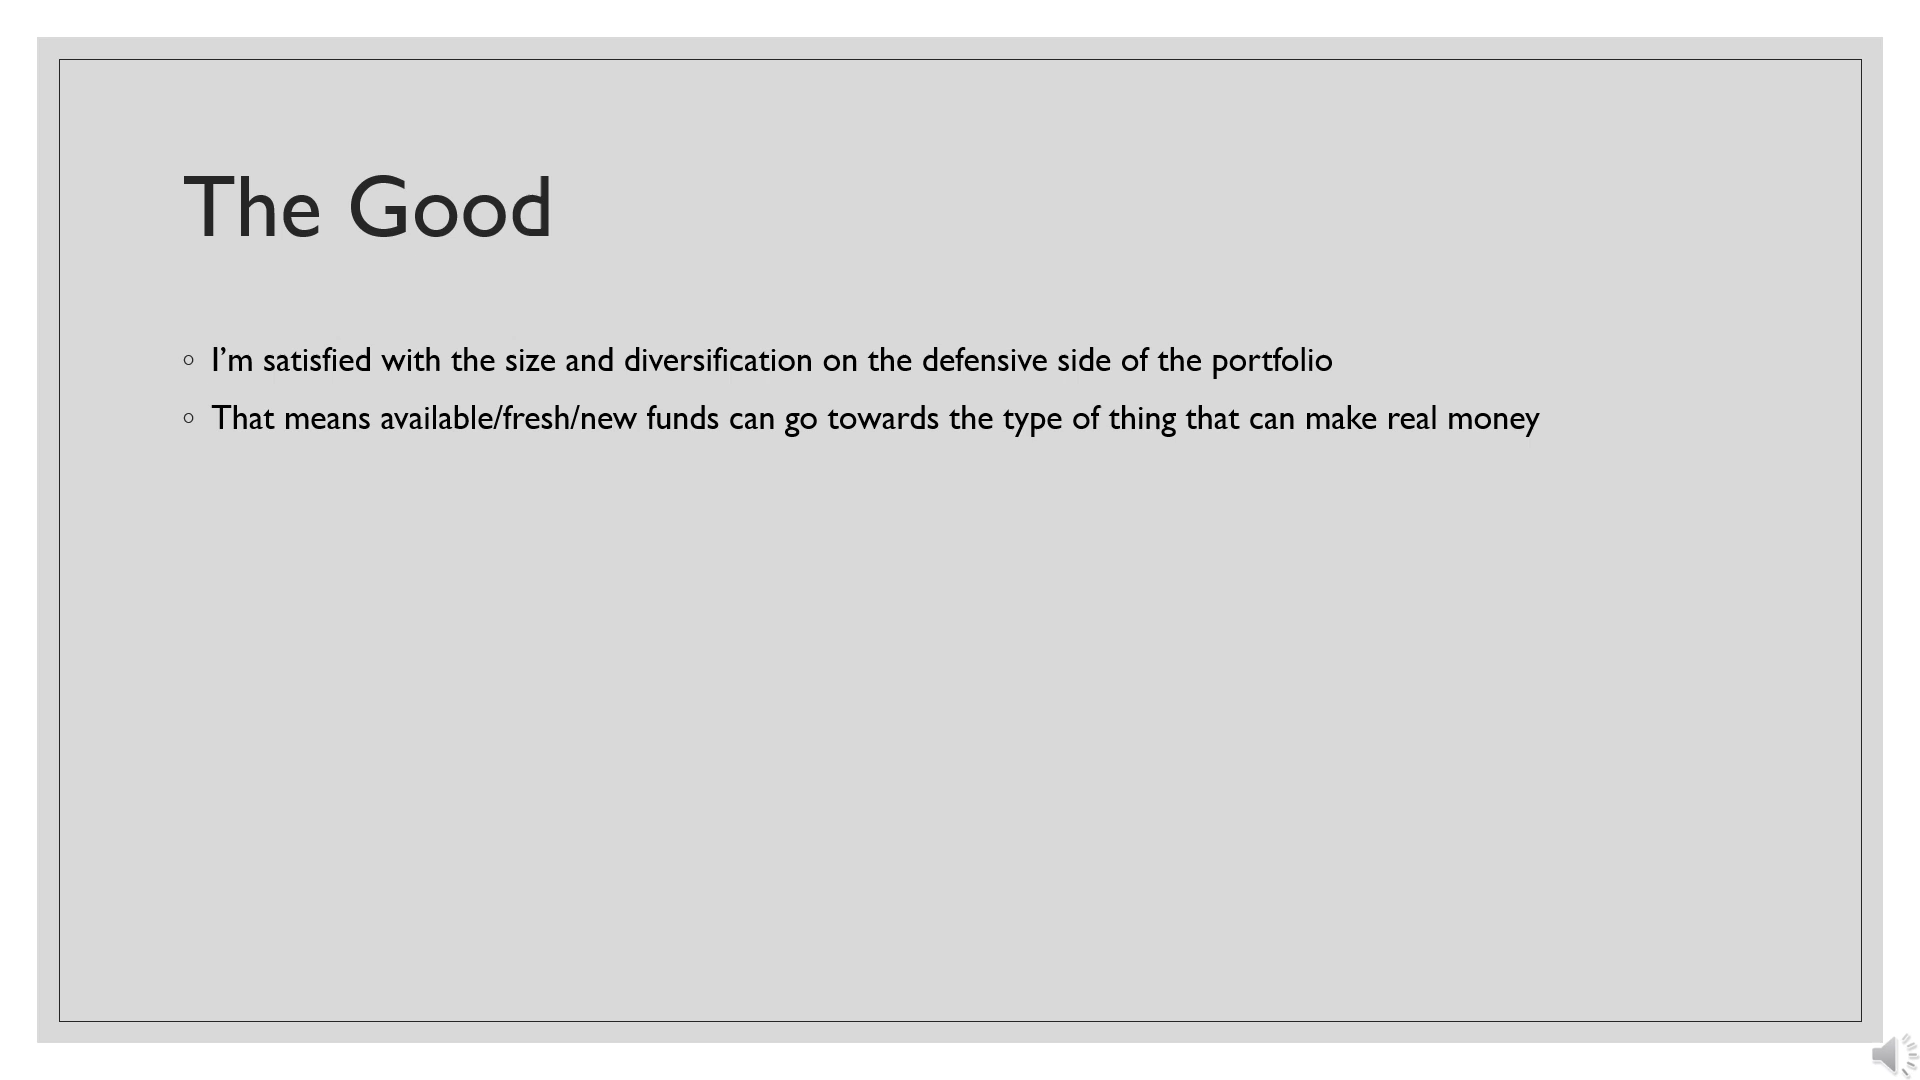 The Good
◦ I’m satisfied with the size and diversification on the defensive side of the portfolio
◦ That means available/fresh/new funds can go towards the type of thing that can make real money